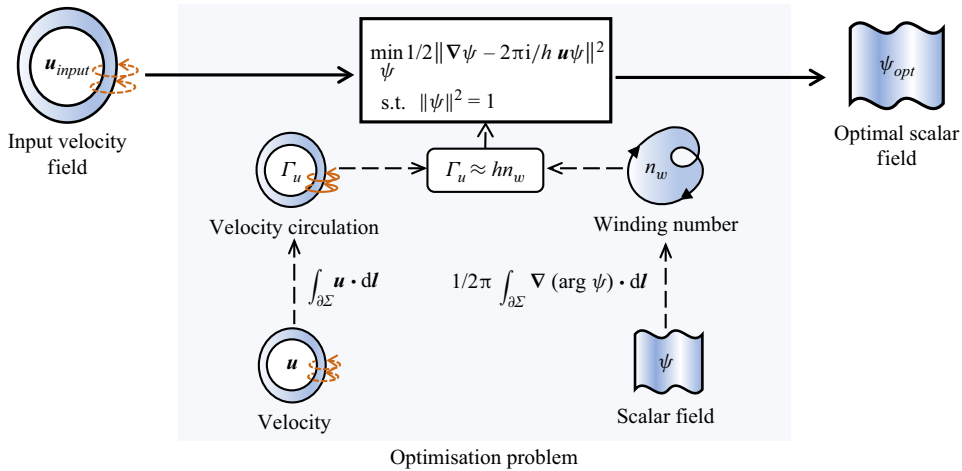 u_input
min 1/2‖∇ψ – 2πi/h uψ‖²
ψ
s.t. ‖ψ‖² = 1
ψ_opt
Input velocity
field
Optimal scalar
field
Γ_u
Γ_u ≈ hn_w
n_w
Velocity circulation
Winding number
∫_∂Σ u · dl
1/2π ∫_∂Σ ∇ (arg ψ) · dl
u
ψ
Velocity
Scalar field
Optimisation problem